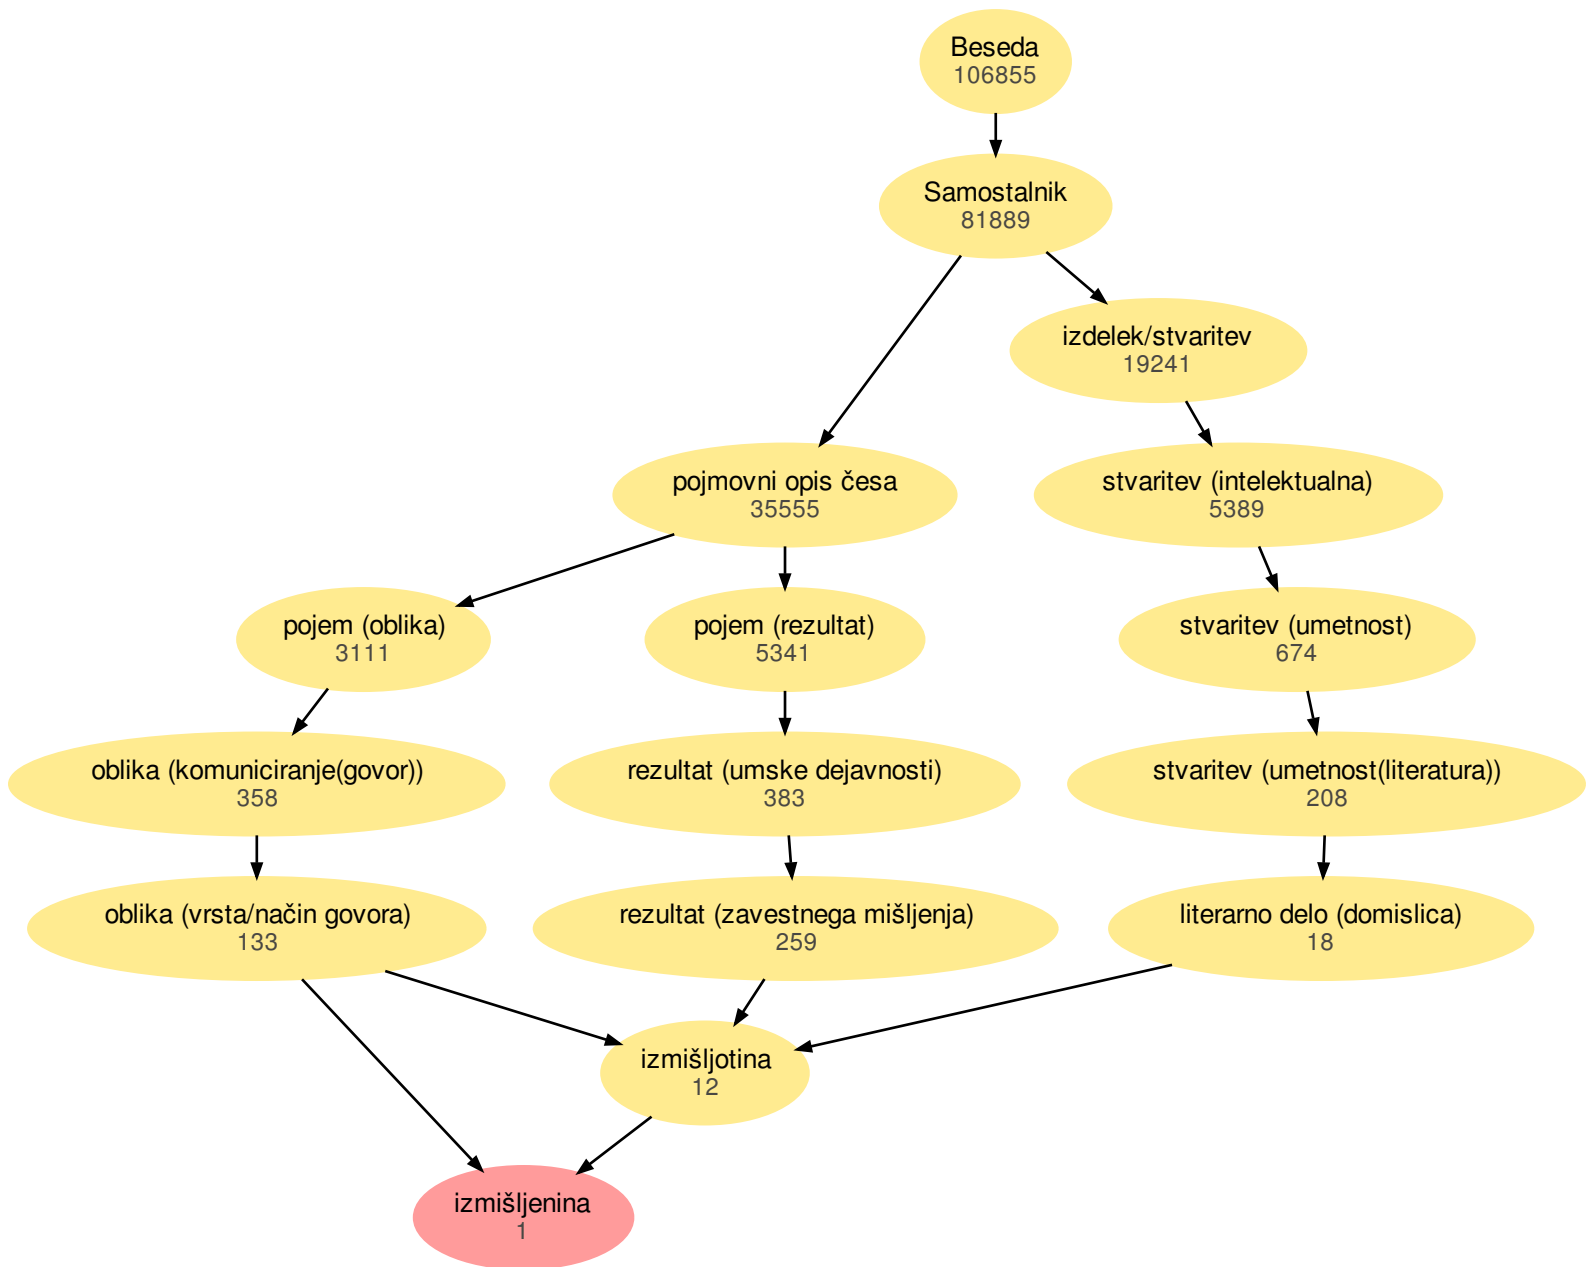 Beseda
106855
Samostalnik
81889
izdelek/stvaritev
19241
pojmovni opis česa
35555
stvaritev (intelektualna)
5389
pojem (oblika)
3111
pojem (rezultat)
5341
stvaritev (umetnost)
674
oblika (komuniciranje(govor))
358
rezultat (umske dejavnosti)
383
stvaritev (umetnost(literatura))
208
oblika (vrsta/način govora)
133
rezultat (zavestnega mišljenja)
259
literarno delo (domislica)
18
izmišljotina
12
izmišljenina
1